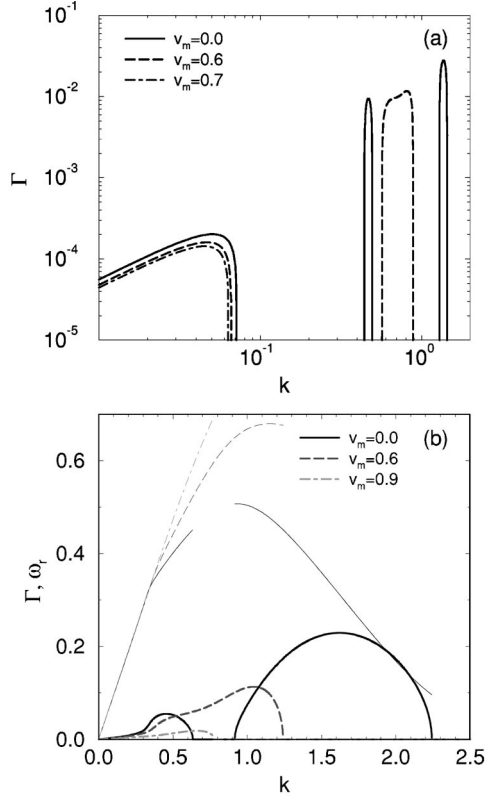 (a)
v_m=0.0
v_m=0.6
v_m=0.7
10^-1
10^-2
10^-3
10^-4
10^-5
Γ
10^-1
10^0
k
(b)
v_m=0.0
v_m=0.6
v_m=0.9
0.6
0.4
0.2
0.0
Γ, ω_r
0.0 0.5 1.0 1.5 2.0 2.5
k